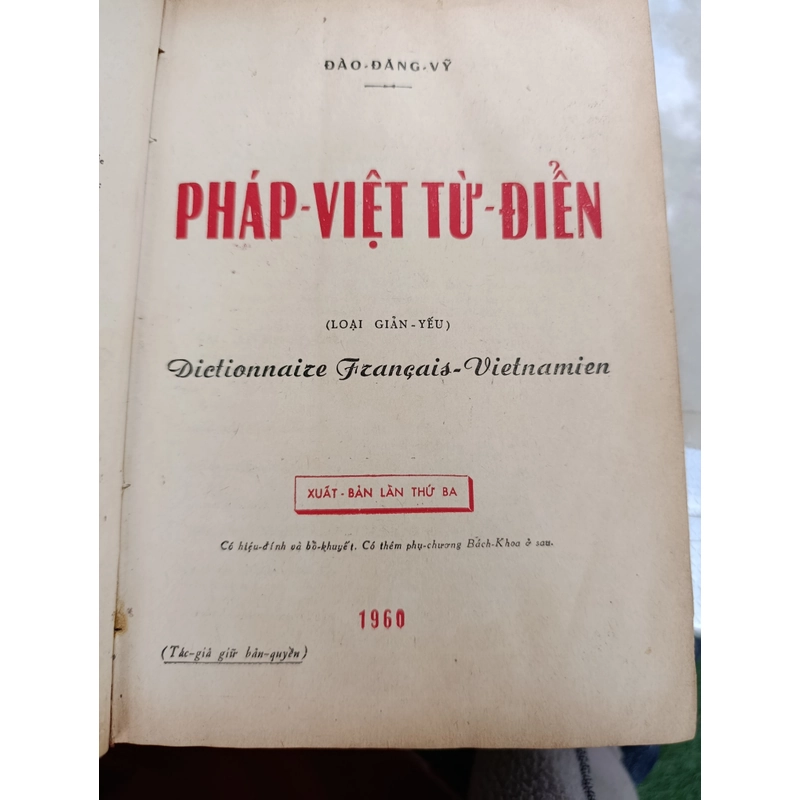 ĐÀO-ĐĂNG-VỸ
PHÁP-VIỆT TỪ-ĐIỂN
(LOẠI GIẢN-YẾU)
Dictionnaire Français-Vietnamien
XUẤT-BẢN LẦN THỨ BA
Có hiệu-đính và bổ-khuyết. Có thêm phụ-chương Bách-Khoa ở sau.
1960
(Tác-giả giữ bản-quyền)